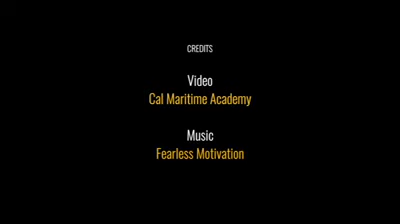 CREDITS
Video
Cal Maritime Academy
Music
Fearless Motivation